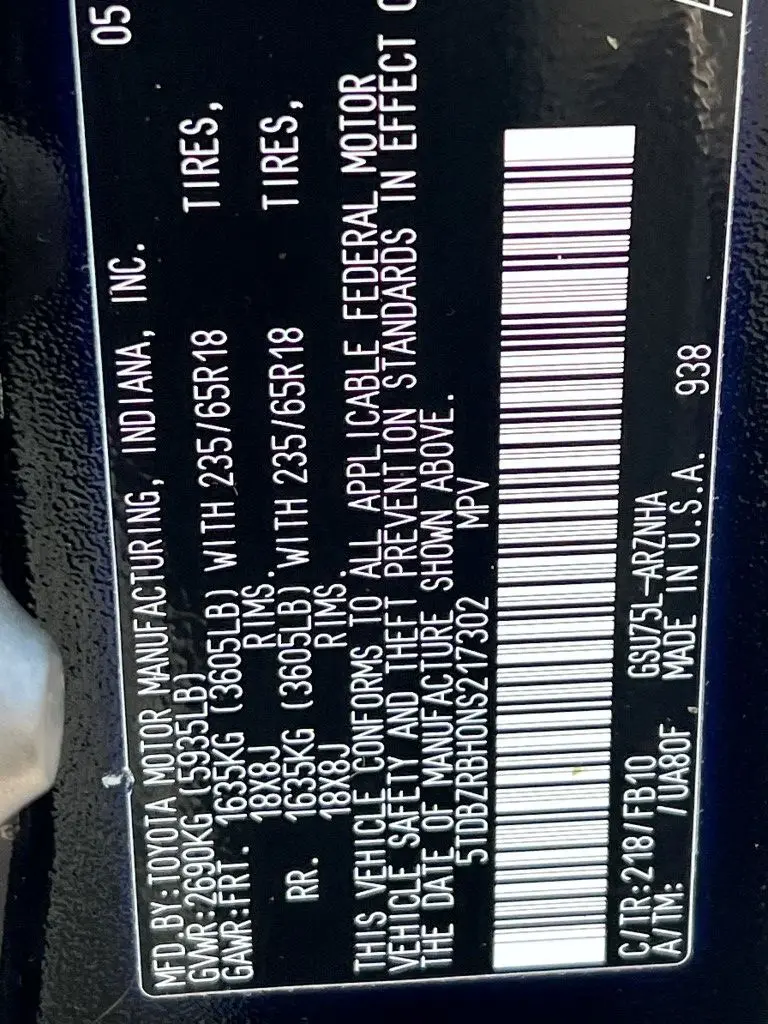 MFD.BY:TOYOTA MOTOR MANUFACTURING, INDIANA, INC. 05
GVWR:2690KG (5935LB)
GAWR:FRT. 1635KG (3605LB) WITH 235/65R18 TIRES,
18X8J RIMS.
RR. 1635KG (3605LB) WITH 235/65R18 TIRES,
18X8J RIMS.
THIS VEHICLE CONFORMS TO ALL APPLICABLE FEDERAL MOTOR
VEHICLE SAFETY AND THEFT PREVENTION STANDARDS IN EFFECT O
THE DATE OF MANUFACTURE SHOWN ABOVE.
5TDBZRBH0NS217302 MPV
C/TR:218/FB10 GSU75L-ARZNHA
A/TM: /UA80F MADE IN U.S.A. 938